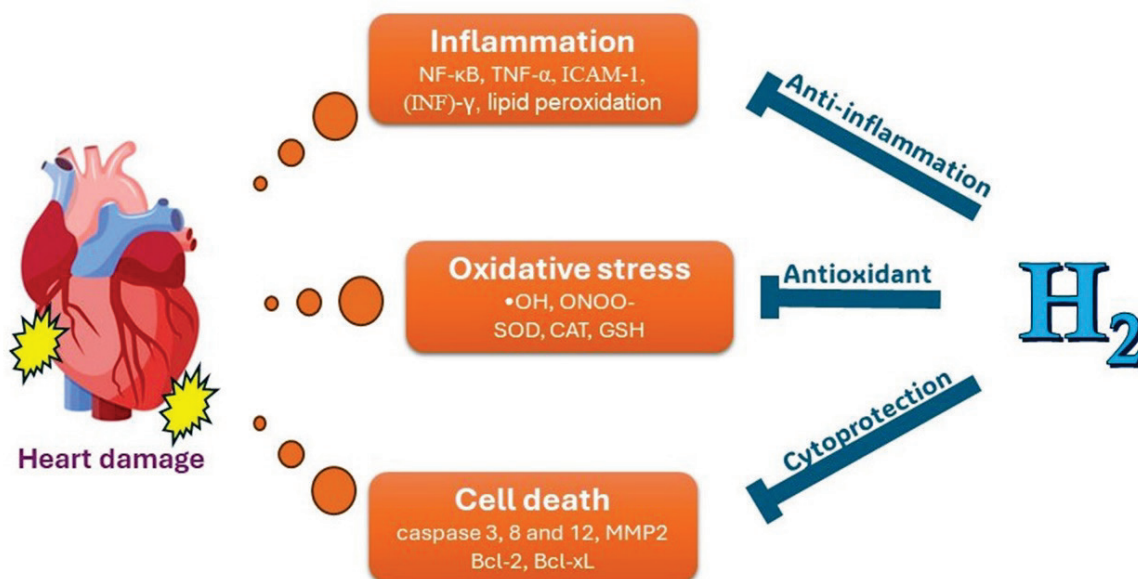 Inflammation
NF-κB, TNF-α, ICAM-1,
(INF)-γ, lipid peroxidation
Anti-inflammation
Oxidative stress
•OH, ONOO-
SOD, CAT, GSH
Antioxidant
H2
Heart damage
Cell death
caspase 3, 8 and 12, MMP2
Bcl-2, Bcl-xL
Cytoprotection